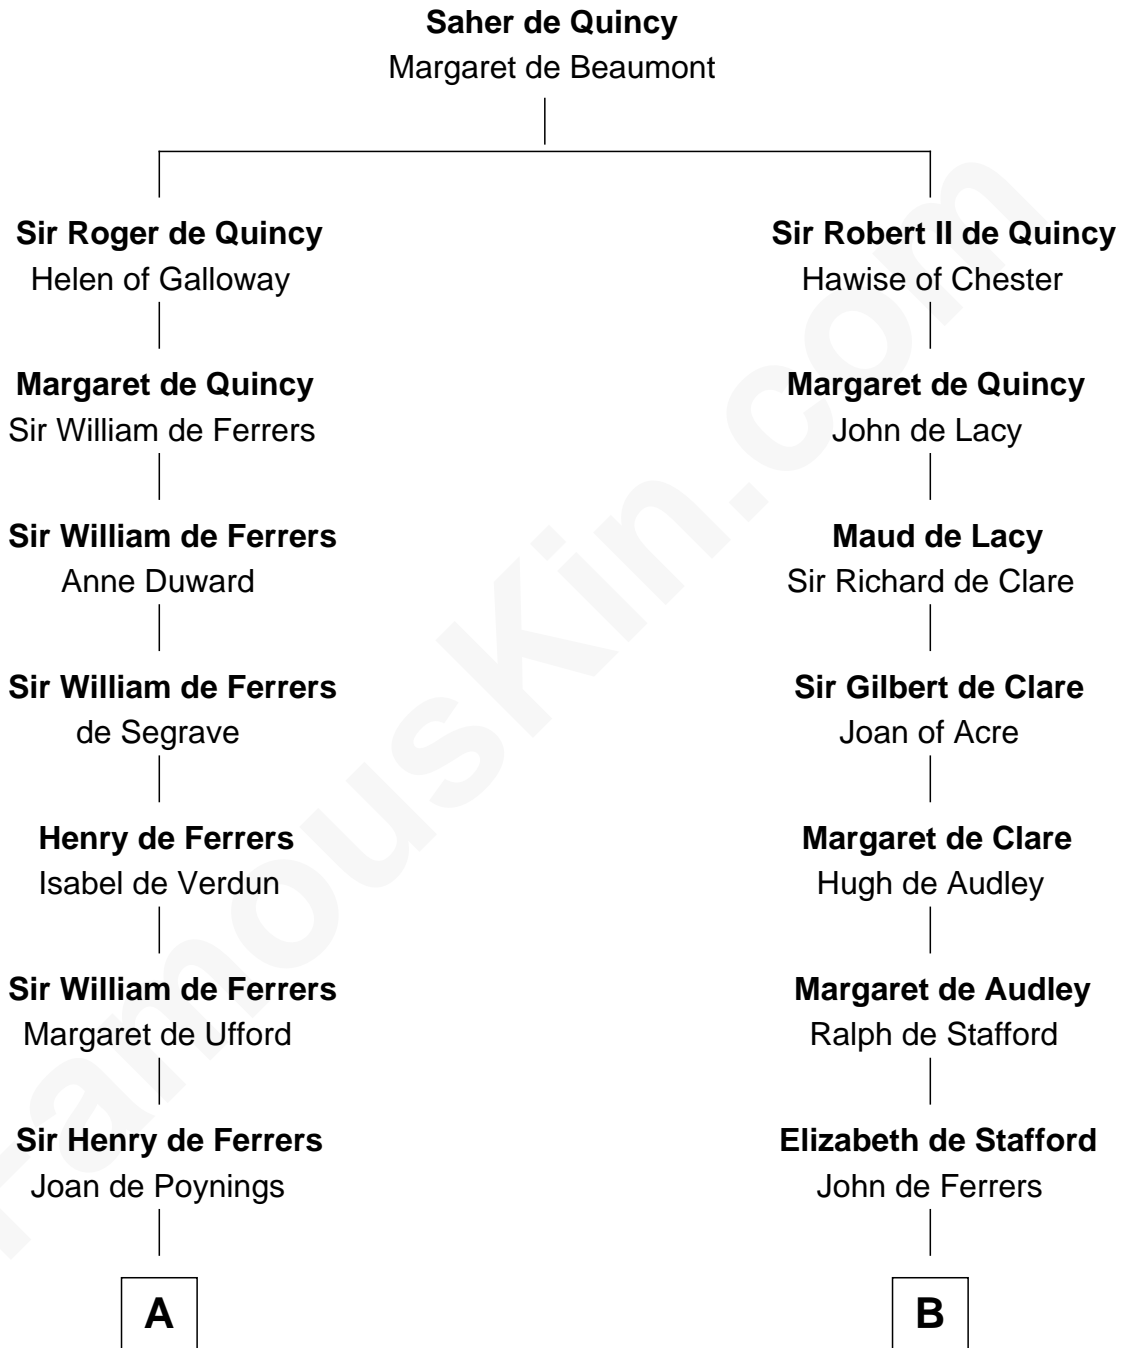 Saher de Quincy
Margaret de Beaumont
Sir Roger de Quincy
Helen of Galloway
Margaret de Quincy
Sir William de Ferrers
Sir William de Ferrers
Anne Duward
Sir William de Ferrers
de Segrave
Henry de Ferrers
Isabel de Verdun
Sir William de Ferrers
Margaret de Ufford
Sir Henry de Ferrers
Joan de Poynings
A
Sir Robert II de Quincy
Hawise of Chester
Margaret de Quincy
John de Lacy
Maud de Lacy
Sir Richard de Clare
Sir Gilbert de Clare
Joan of Acre
Margaret de Clare
Hugh de Audley
Margaret de Audley
Ralph de Stafford
Elizabeth de Stafford
John de Ferrers
B
FamousKin.com